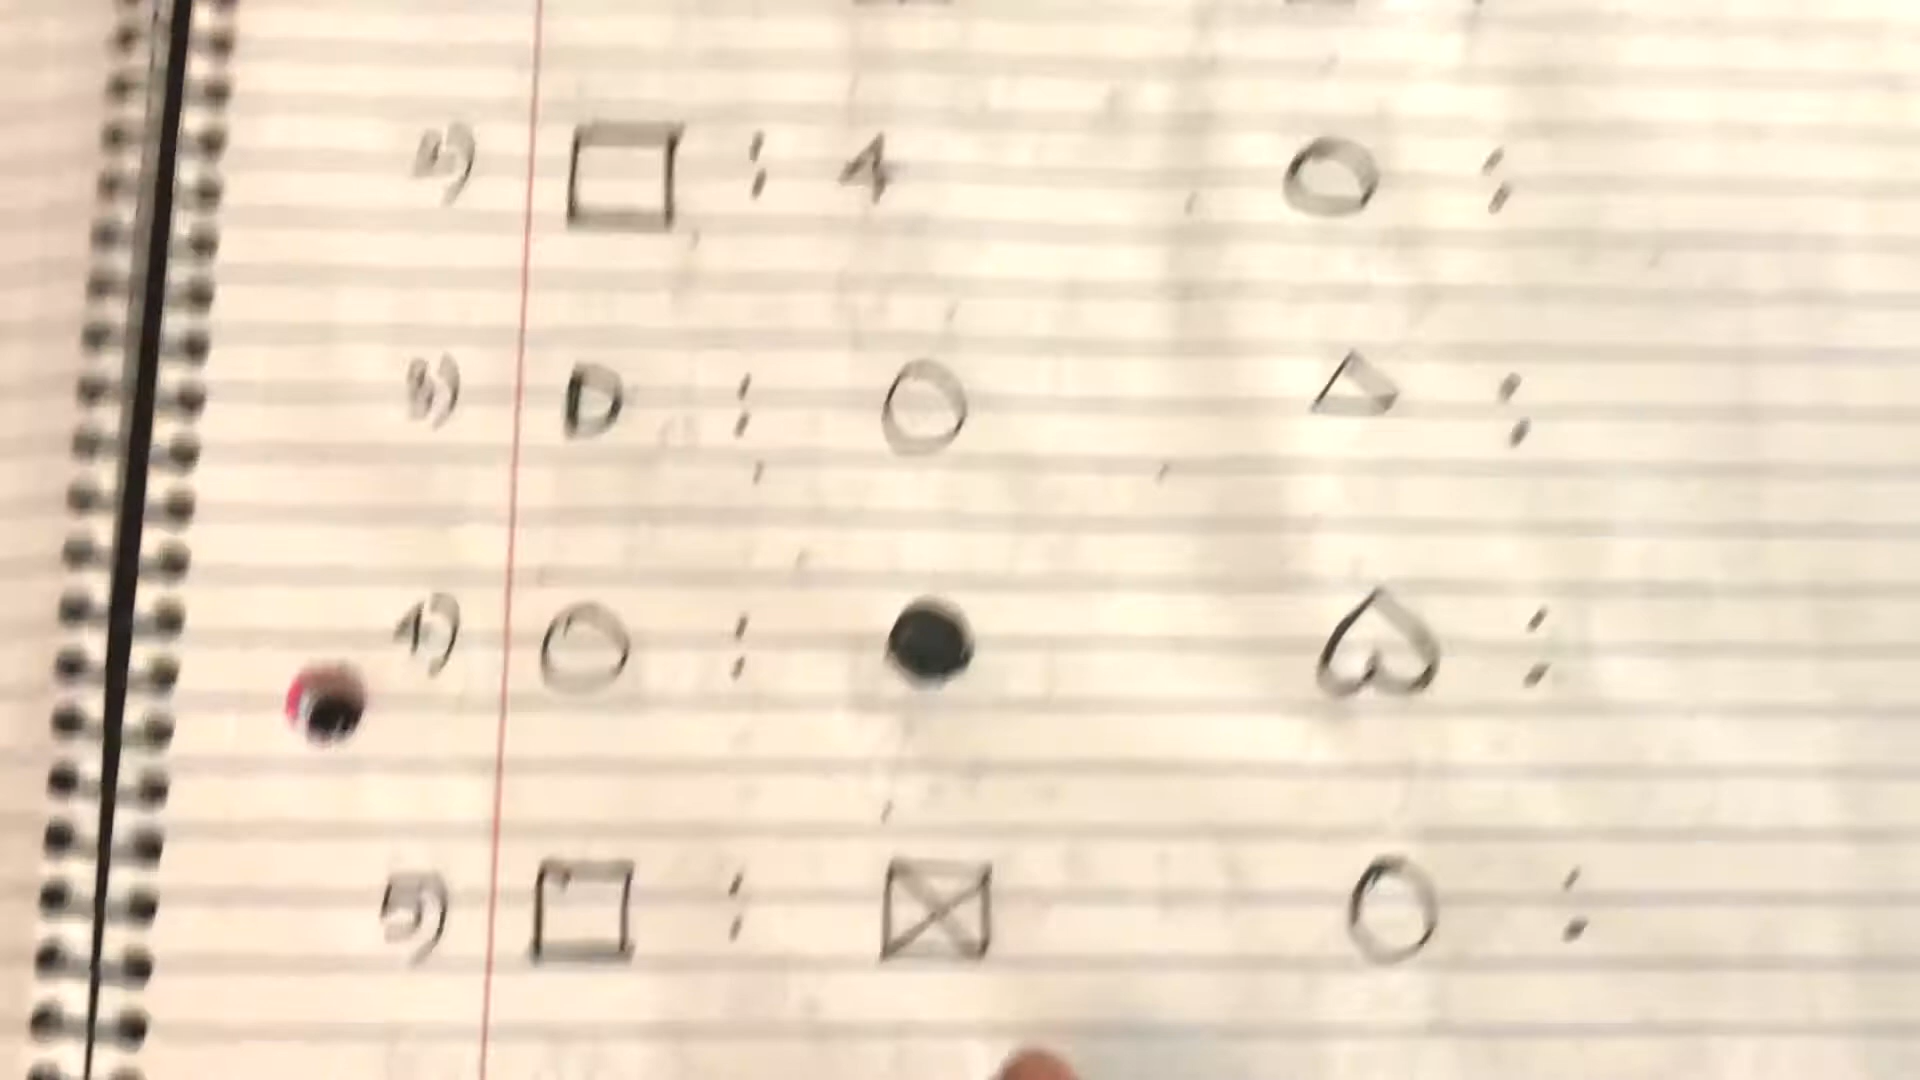 2) □ : 4 ○ :
3) D : ○ △ :
4) ○ : ● :
5) □ : ☒ ○ :